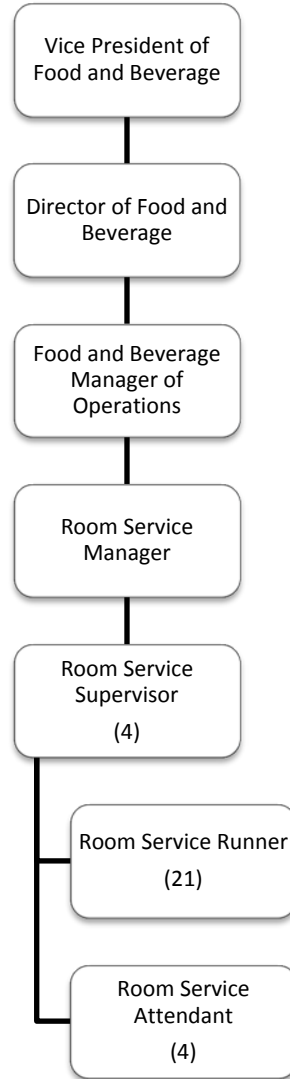 Vice President of
Food and Beverage
Director of Food and
Beverage
Food and Beverage
Manager of
Operations
Room Service
Manager
Room Service
Supervisor
(4)
Room Service Runner
(21)
Room Service
Attendant
(4)